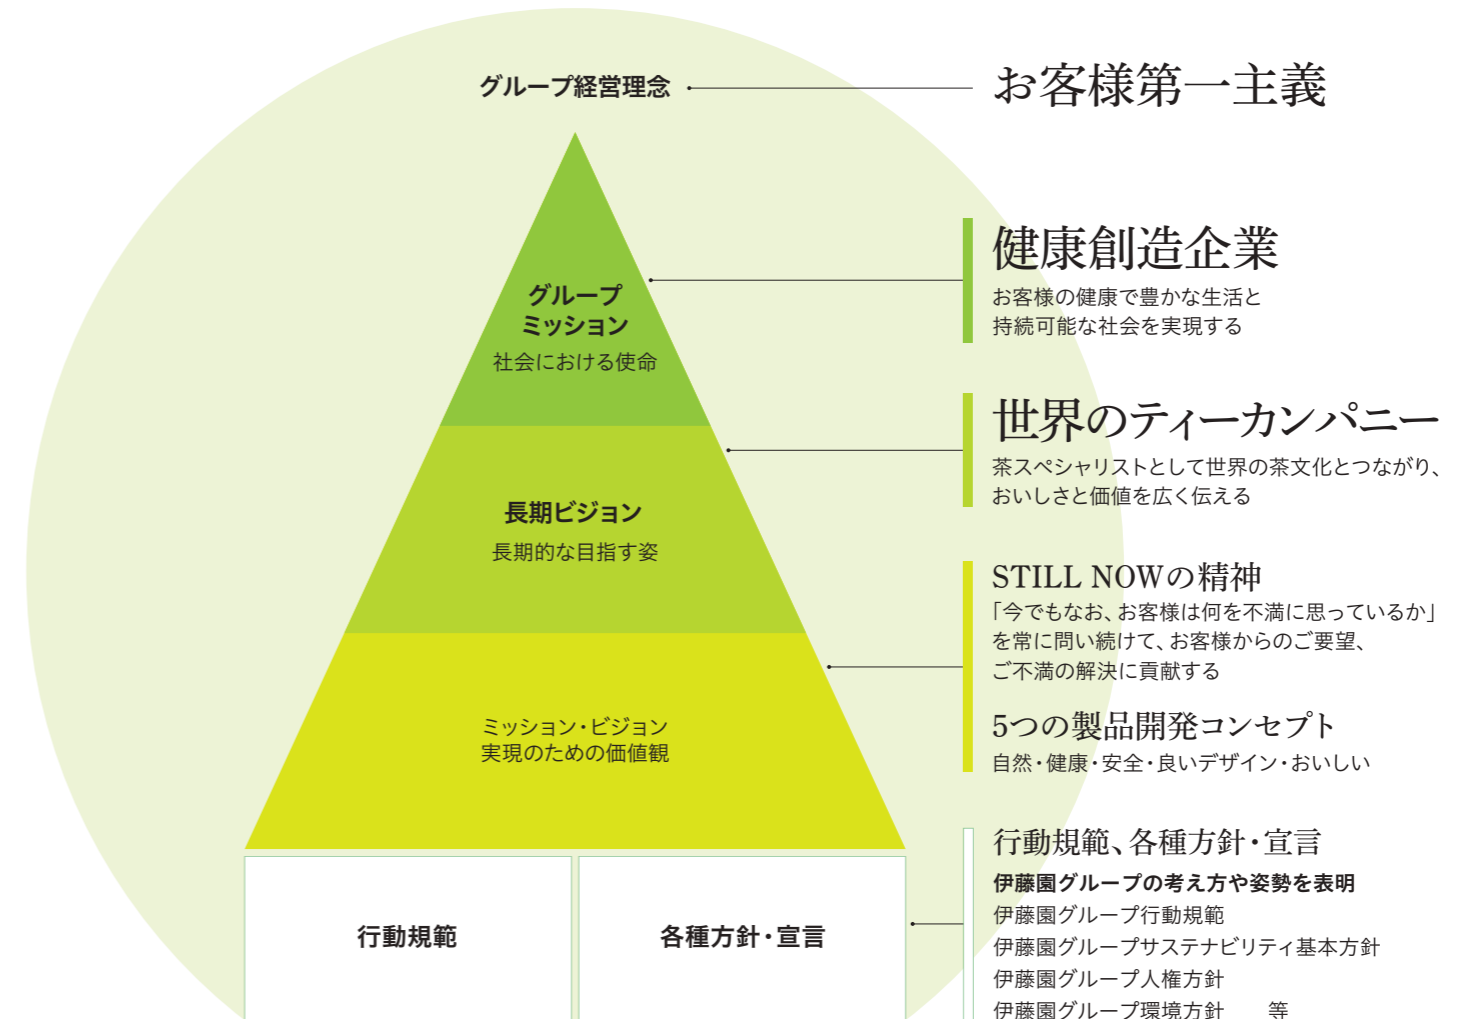 グループ経営理念
お客様第一主義
グループ
ミッション
社会における使命
健康創造企業
お客様の健康で豊かな生活と
持続可能な社会を実現する
長期ビジョン
長期的な目指す姿
世界のティーカンパニー
茶スペシャリストとして世界の茶文化とつながり、
おいしさと価値を広く伝える
ミッション・ビジョン
実現のための価値観
STILL NOWの精神
「今でもなお、お客様は何を不満に思っているか」
を常に問い続けて、お客様からのご要望、
ご不満の解決に貢献する
5つの製品開発コンセプト
自然・健康・安全・良いデザイン・おいしい
行動規範
各種方針・宣言
行動規範、各種方針・宣言
伊藤園グループの考え方や姿勢を表明
伊藤園グループ行動規範
伊藤園グループサステナビリティ基本方針
伊藤園グループ人権方針
伊藤園グループ環境方針　　等